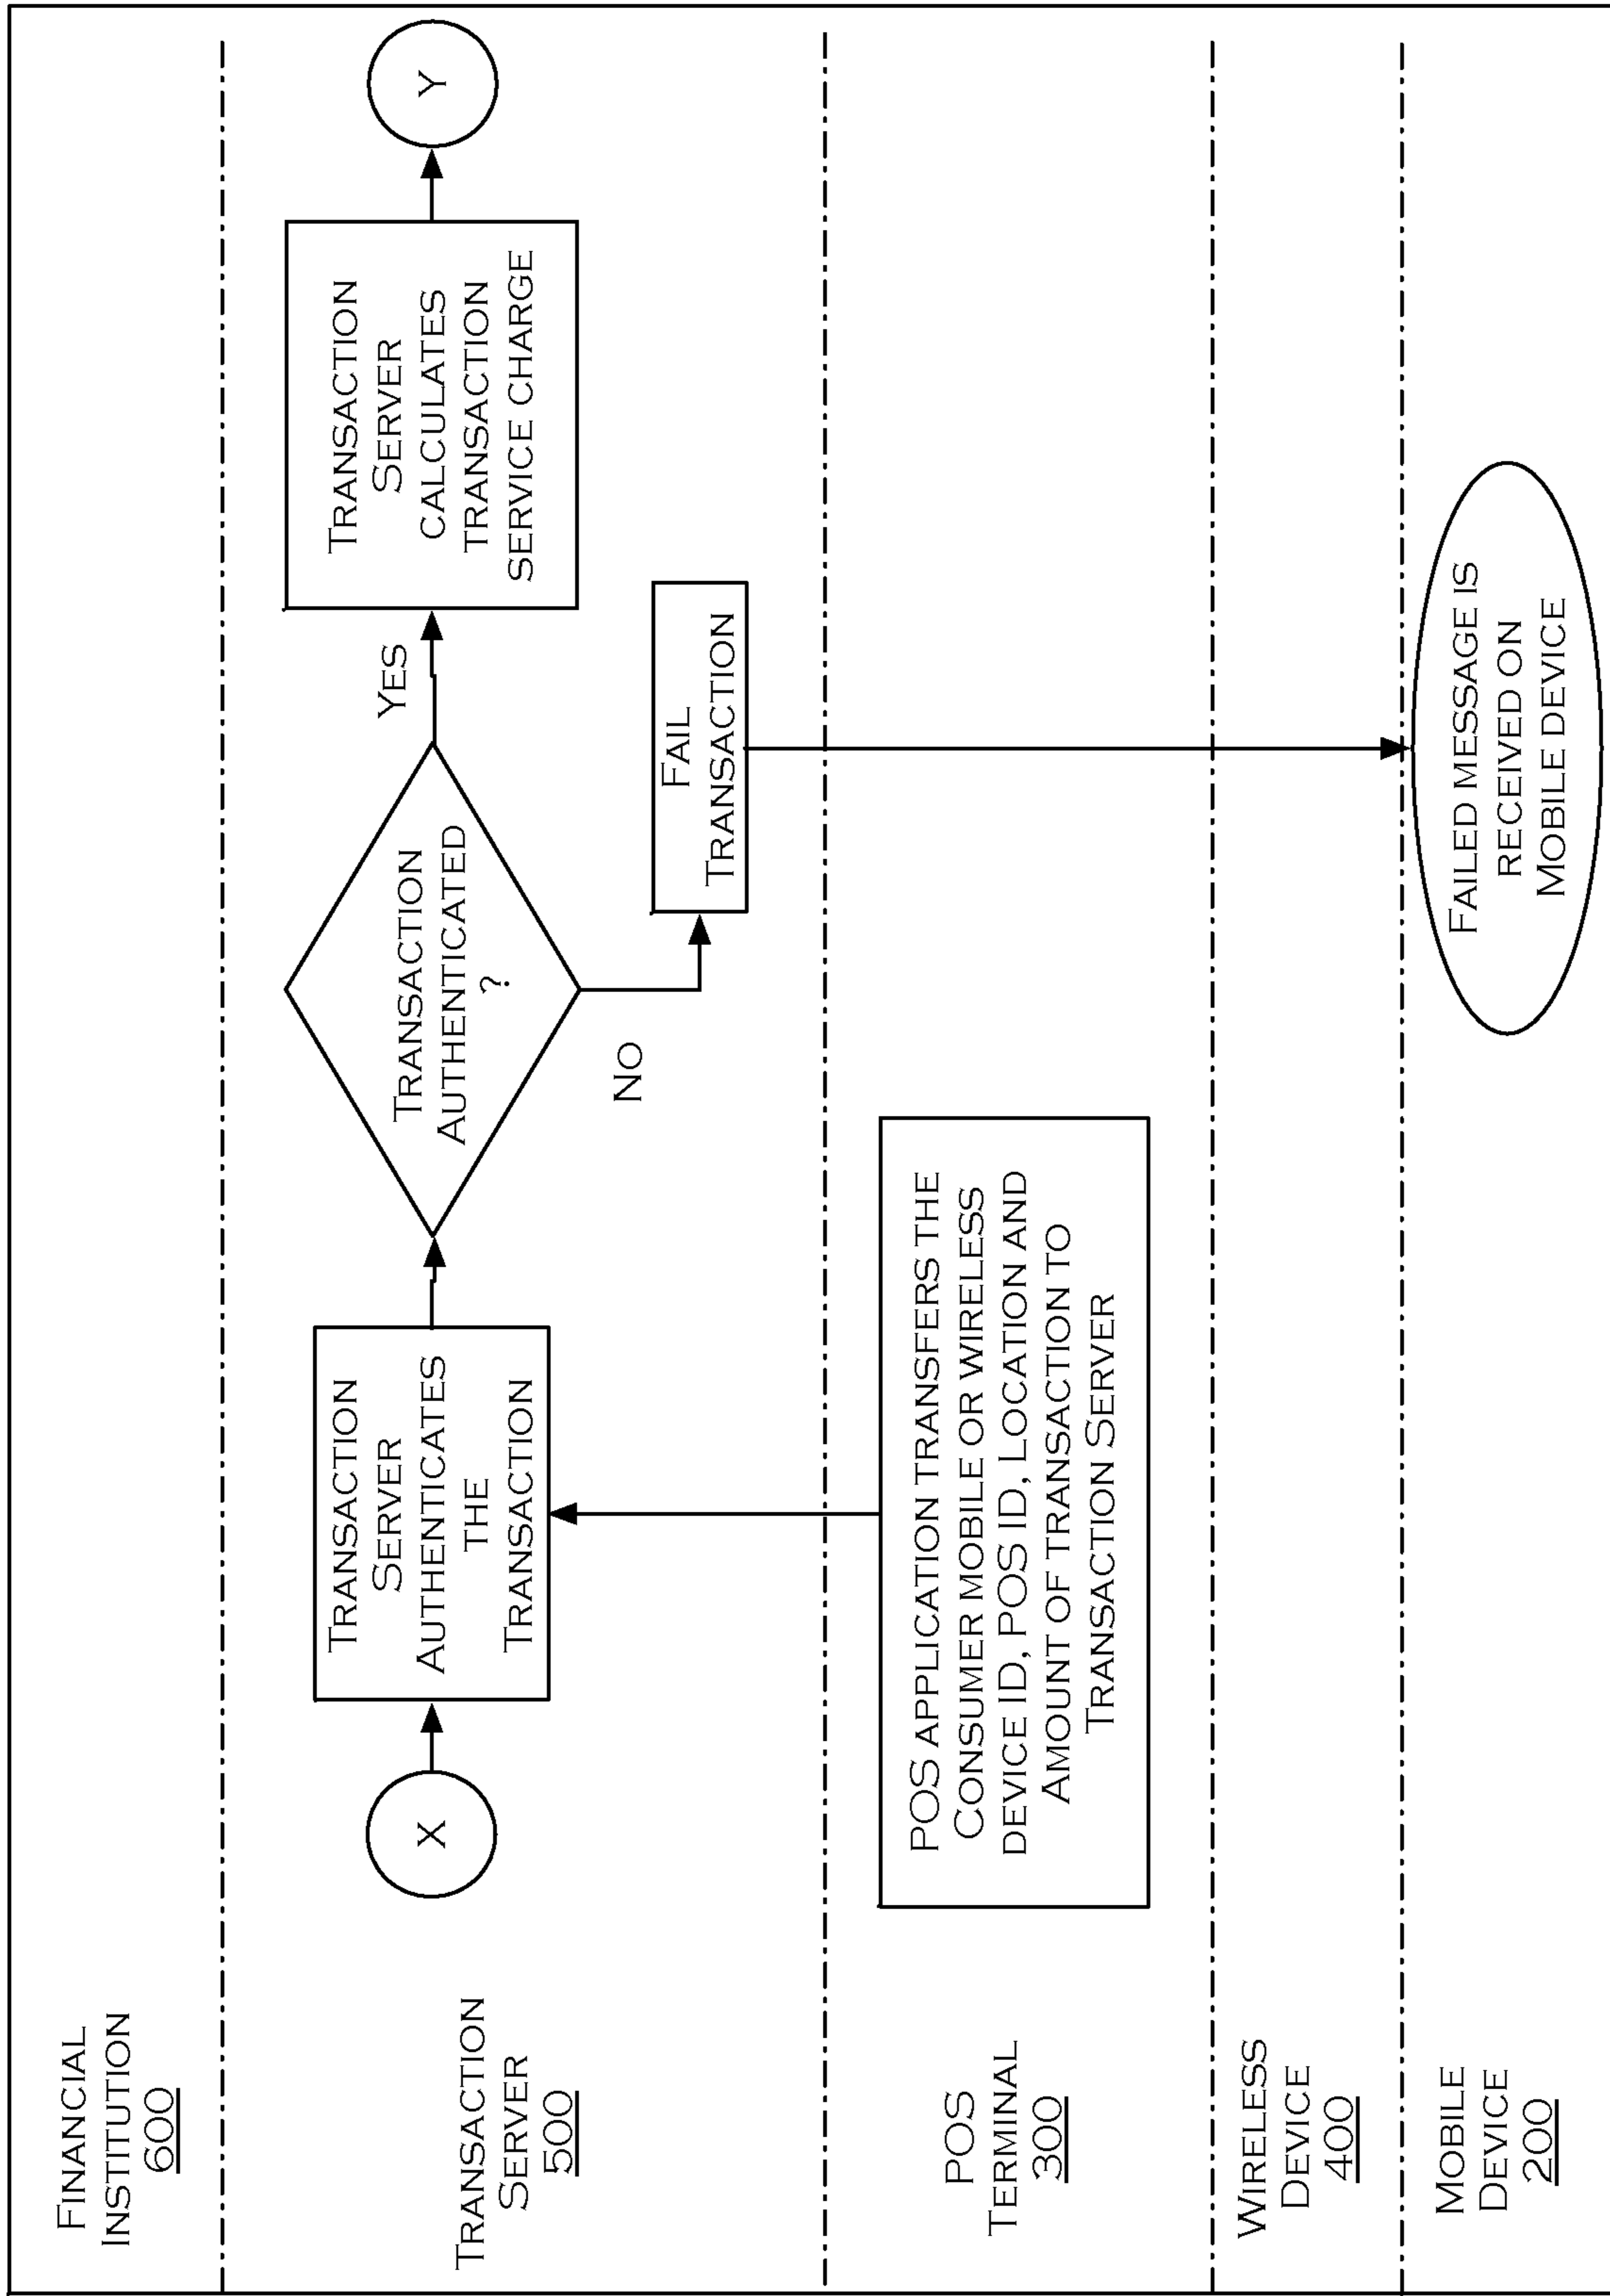 FINANCIAL
INSTITUTION
600
TRANSACTION
SERVER
500
X
TRANSACTION
SERVER
AUTHENTICATES
THE
TRANSACTION
TRANSACTION
AUTHENTICATED
?
YES
NO
TRANSACTION
SERVER
CALCULATES
TRANSACTION
SERVICE CHARGE
Y
FAIL
TRANSACTION
POS
TERMINAL
300
POS APPLICATION TRANSFERS THE
CONSUMER MOBILE OR WIRELESS
DEVICE ID, POS ID, LOCATION AND
AMOUNT OF TRANSACTION TO
TRANSACTION SERVER
WIRELESS
DEVICE
400
MOBILE
DEVICE
200
FAILED MESSAGE IS
RECEIVED ON
MOBILE DEVICE